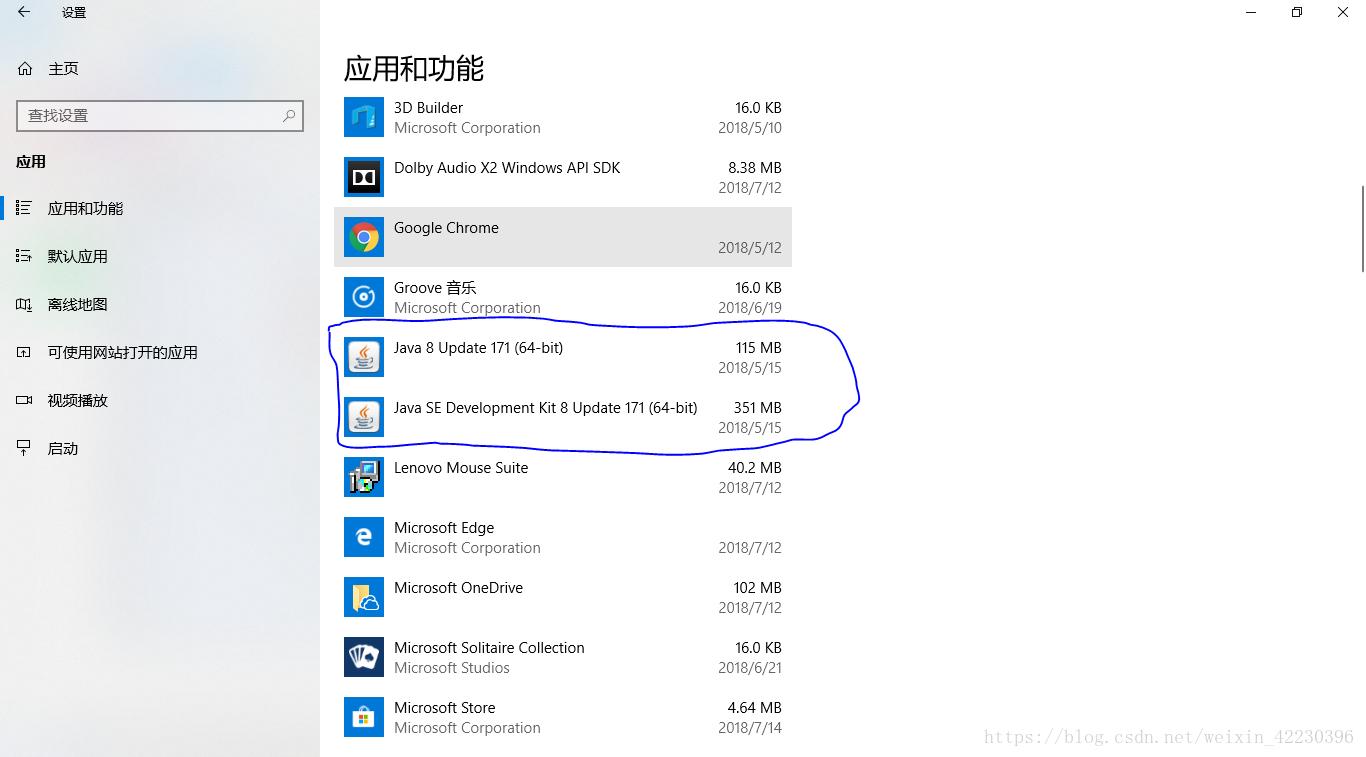 设置
主页
查找设置
应用
应用和功能
默认应用
离线地图
可使用网站打开的应用
视频播放
启动
应用和功能
3D Builder 16.0 KB
Microsoft Corporation 2018/5/10
Dolby Audio X2 Windows API SDK 8.38 MB
2018/7/12
Google Chrome
2018/5/12
Groove 音乐 16.0 KB
Microsoft Corporation 2018/6/19
Java 8 Update 171 (64-bit) 115 MB
2018/5/15
Java SE Development Kit 8 Update 171 (64-bit) 351 MB
2018/5/15
Lenovo Mouse Suite 40.2 MB
2018/7/12
Microsoft Edge
Microsoft Corporation 2018/7/12
Microsoft OneDrive 102 MB
2018/7/12
Microsoft Solitaire Collection 16.0 KB
Microsoft Studios 2018/6/21
Microsoft Store 4.64 MB
Microsoft Corporation 2018/7/14
https://blog.csdn.net/weixin_42230396